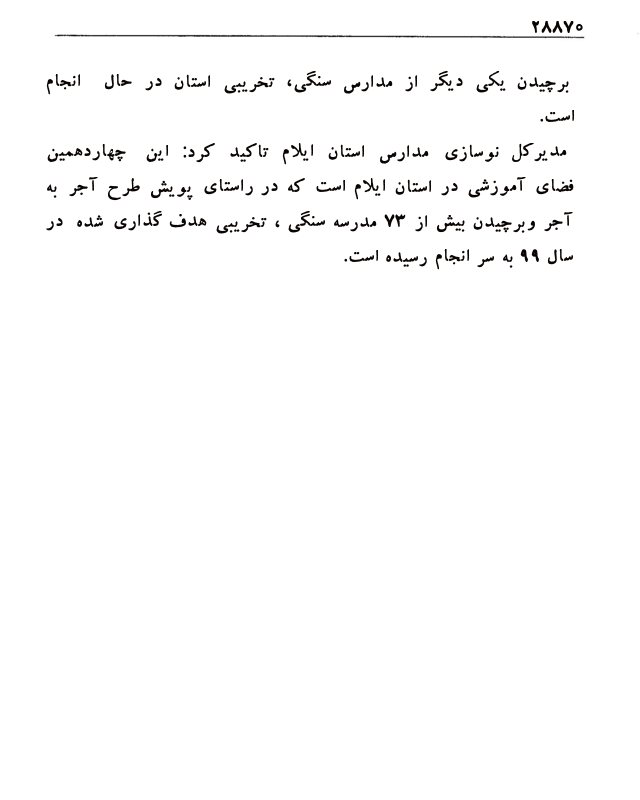 ۲۸۸۷۰
برچیدن یکی دیگر از مدارس سنگی، تخریبی استان در حال انجام
است.
مدیرکل نوسازی مدارس استان ایلام تاکید کرد: این چهاردهمین
فضای آموزشی در استان ایلام است که در راستای پویش طرح آجر به
آجر وبرچیدن بیش از ۷۳ مدرسه سنگی ، تخریبی هدف گذاری شده در
سال ۹۹ به سر انجام رسیده است.